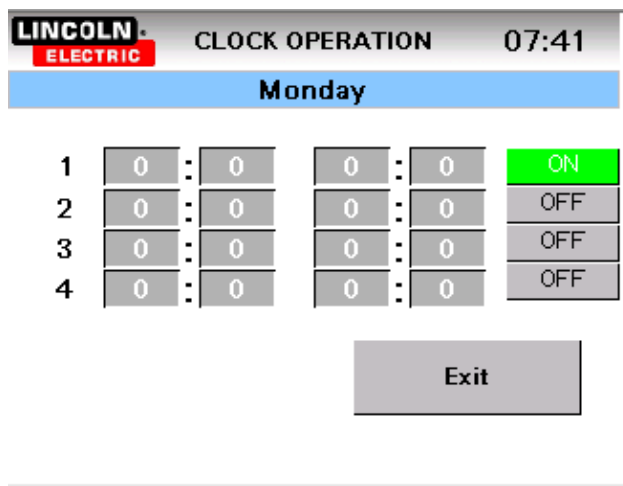 LINCOLN
ELECTRIC
CLOCK OPERATION 07:41
Monday
1 0 : 0 0 : 0 ON
2 0 : 0 0 : 0 OFF
3 0 : 0 0 : 0 OFF
4 0 : 0 0 : 0 OFF
Exit